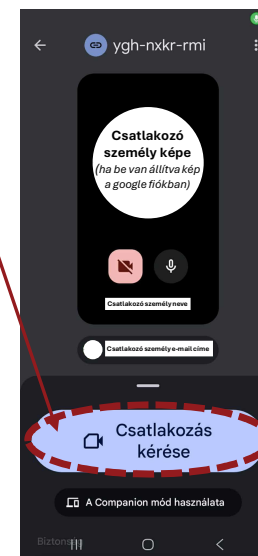 ygh-nxkr-rmi
Csatlakozó
személy képe
(ha be van állítva kép
a google fiókban)
Csatlakozó személy neve
Csatlakozó személy e-mail címe
Csatlakozás
kérése
A Companion mód használata